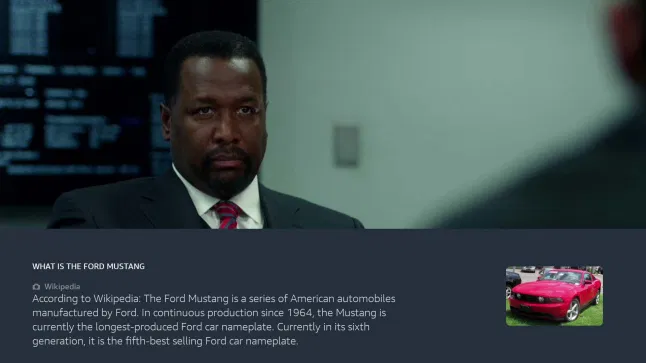 WHAT IS THE FORD MUSTANG
Wikipedia
According to Wikipedia: The Ford Mustang is a series of American automobiles
manufactured by Ford. In continuous production since 1964, the Mustang is
currently the longest-produced Ford car nameplate. Currently in its sixth
generation, it is the fifth-best selling Ford car nameplate.